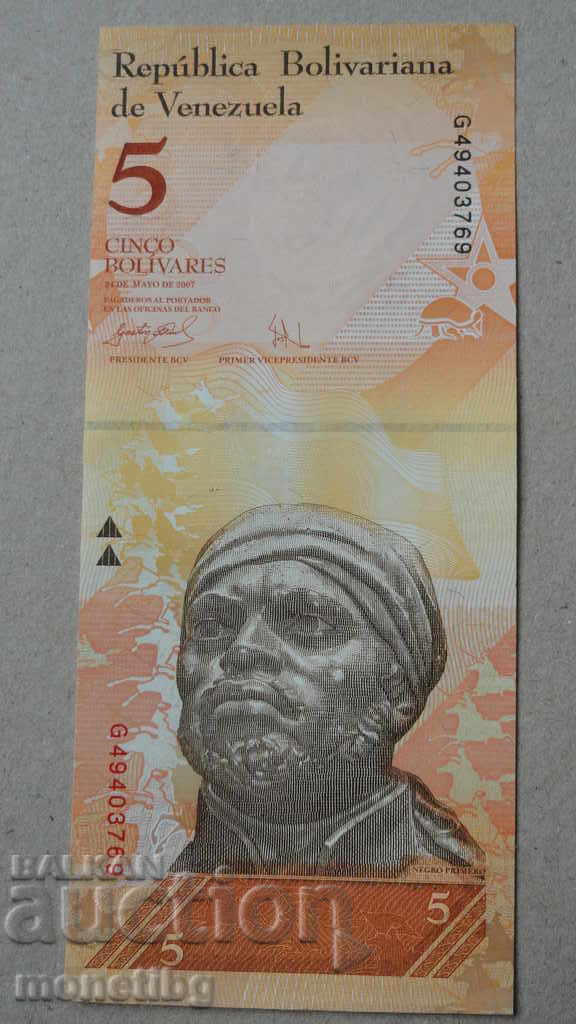 República Bolivariana
de Venezuela
5
CINCO
BOLÍVARES
24 DE MAYO DE 2007
PAGADEROS AL PORTADOR
EN LAS OFICINAS DEL BANCO
PRESIDENTE BCV
PRIMER VICEPRESIDENTE BCV
G49403769
G49403769
NEGRO PRIMERO
5
5
BALKAN
auction
monetibg